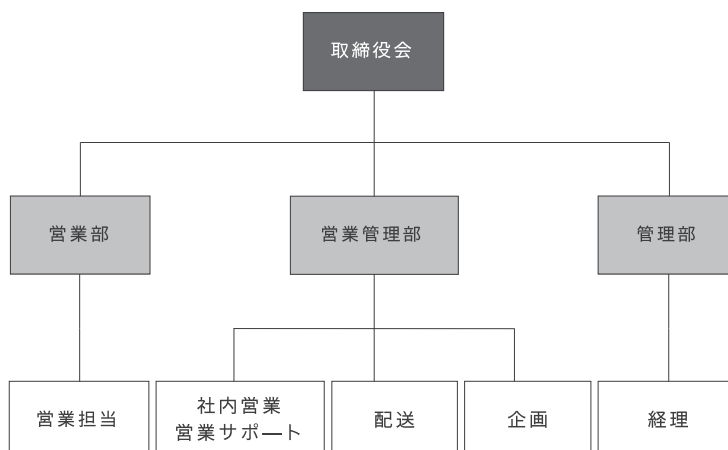 取締役会
営業部
営業管理部
管理部
営業担当
社内営業
営業サポート
配送
企画
経理